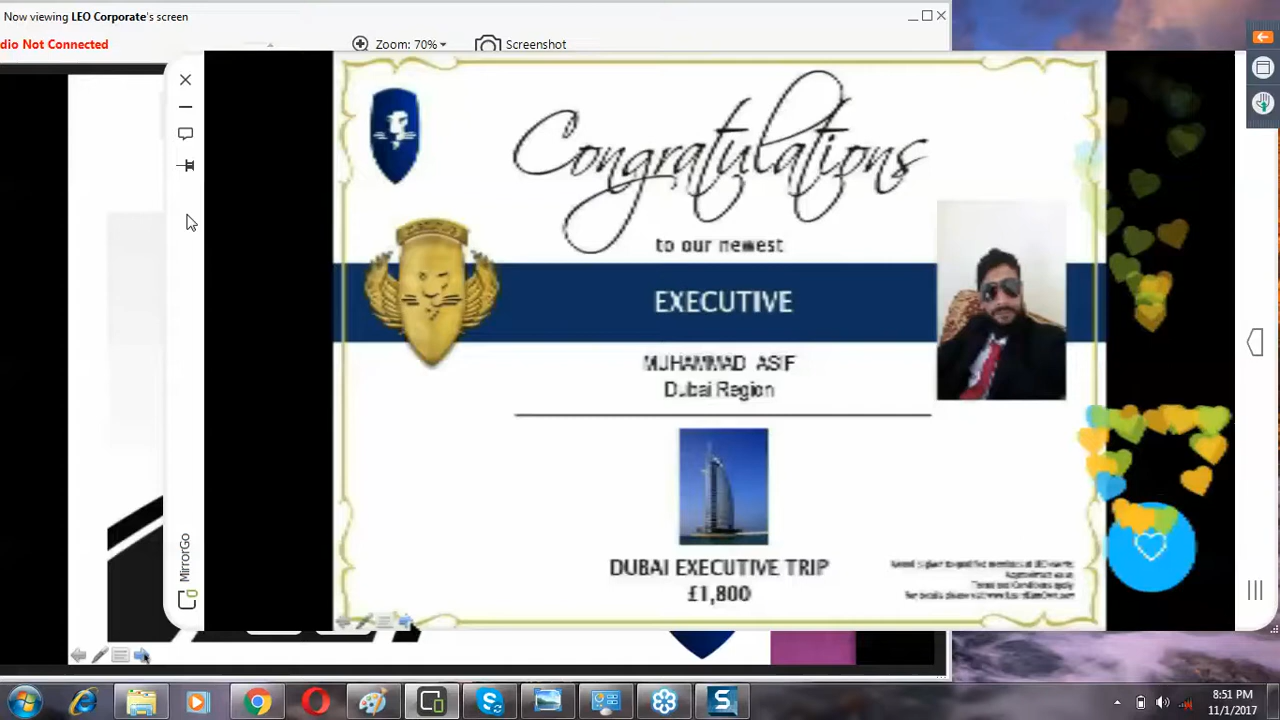 Now viewing LEO Corporate's screen
dio Not Connected
Zoom: 70%
Screenshot
Congratulations
to our newest
EXECUTIVE
MUHAMMAD ASIF
Dubai Region
DUBAI EXECUTIVE TRIP
£1,800
MirrorGo
8:51 PM
11/1/2017